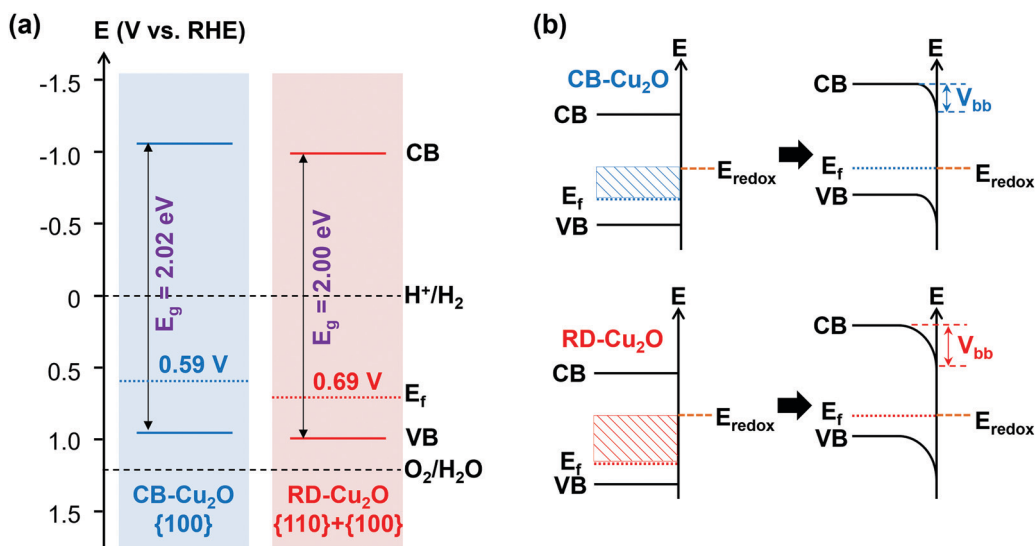 (a)
E (V vs. RHE)
-1.5
-1.0
-0.5
0
0.5
1.0
1.5
E_g = 2.02 eV
E_g = 2.00 eV
0.59 V
0.69 V
CB
H⁺/H₂
E_f
VB
O₂/H₂O
CB-Cu₂O
{100}
RD-Cu₂O
{110}+{100}
(b)
E
CB-Cu₂O
CB
E_f
VB
E_redox
E
CB
V_bb
E_f
VB
E_redox
E
RD-Cu₂O
CB
E_f
VB
E_redox
E
CB
V_bb
E_f
VB
E_redox